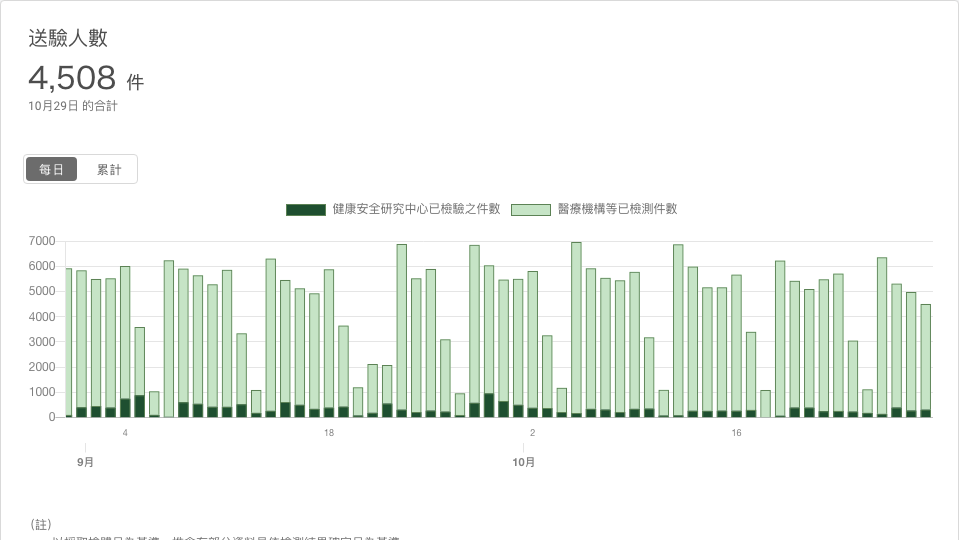 送驗人數
4,508 件
10月29日 的合計
每日 累計
健康安全研究中心已檢驗之件數 醫療機構等已檢測件數
7000
6000
5000
4000
3000
2000
1000
0
4 18 2 16
9月 10月
（註）